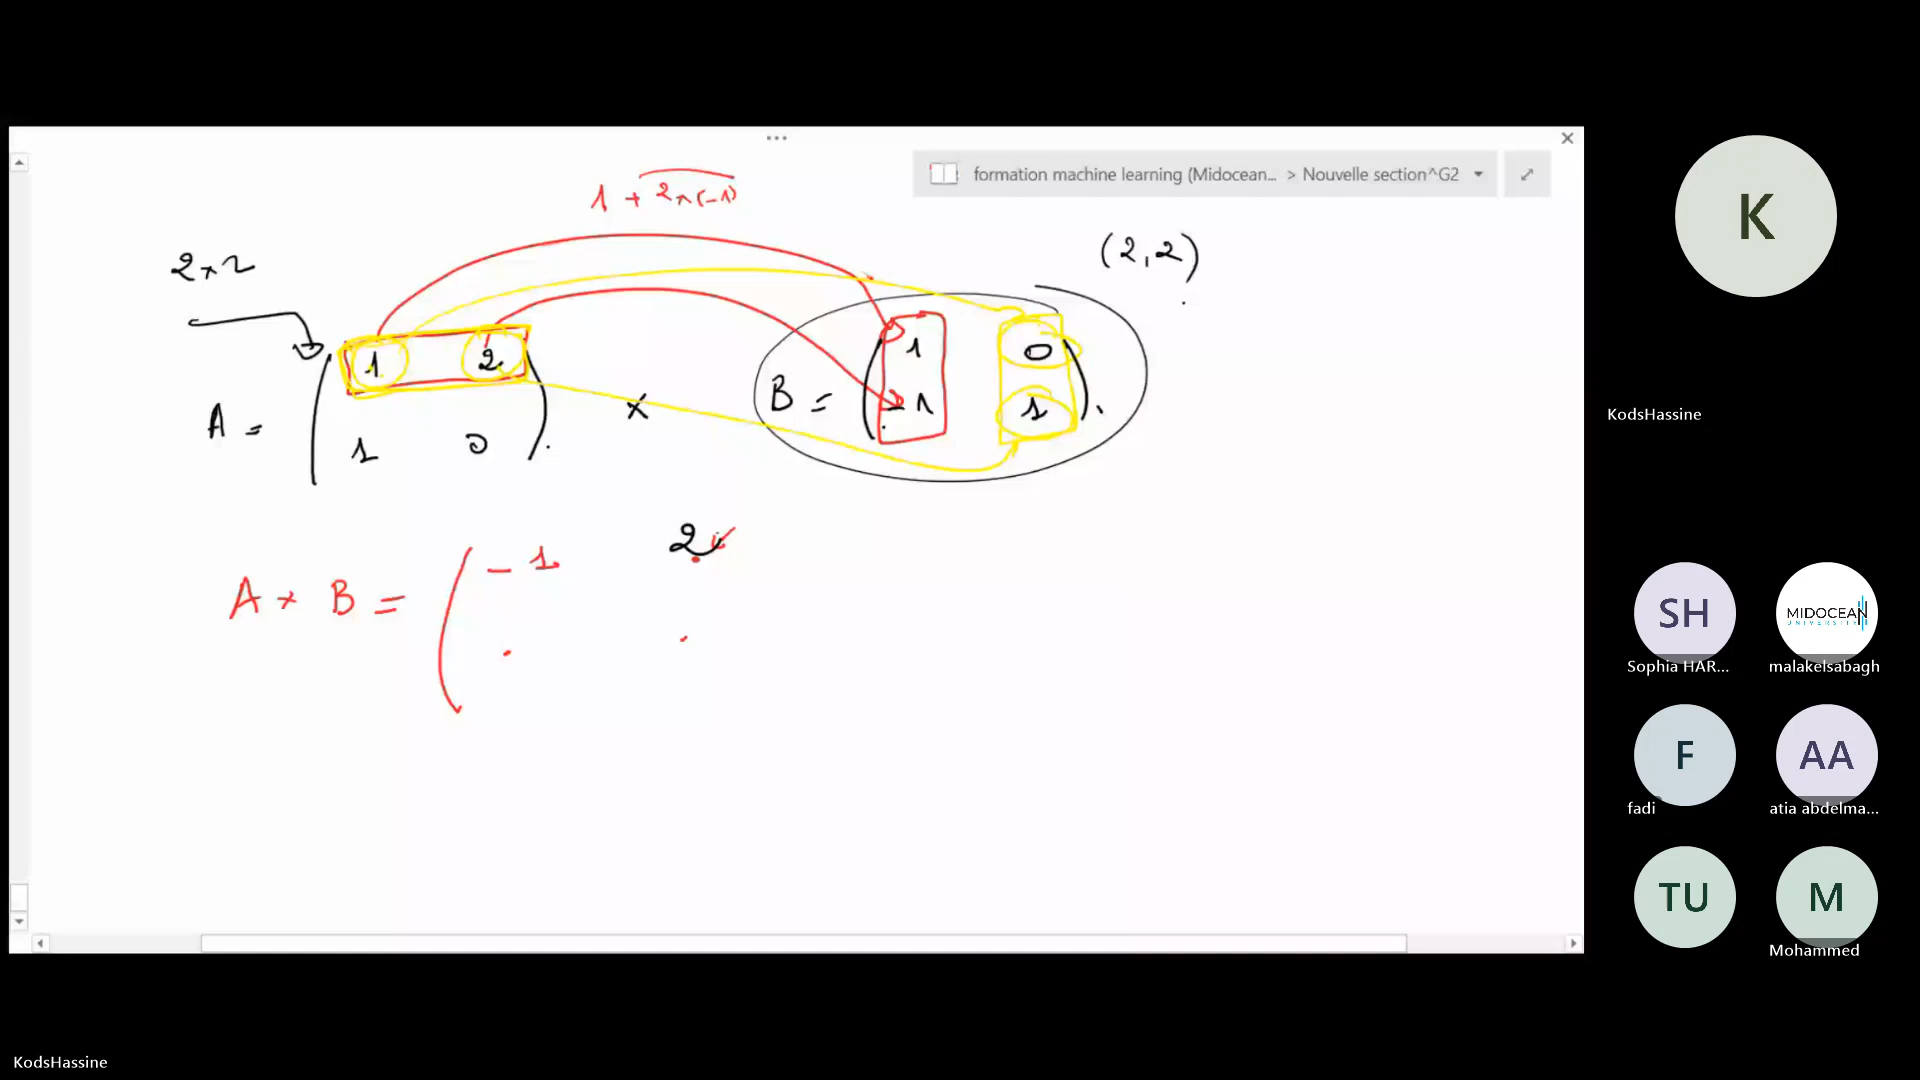 formation machine learning (Midocean... > Nouvelle section^G2
K
1 + 2×(-1)
2×2
(2,2)
A = ( 1 2
1 0 ).
×
B = ( 1 0
-1 1 ).
KodsHassine
A × B = ( -1 2
. .
SH
MIDOCEAN
UNIVERSITY
Sophia HAR...
malakelsabagh
F
AA
fadi
atia abdelma...
TU
M
Mohammed
KodsHassine